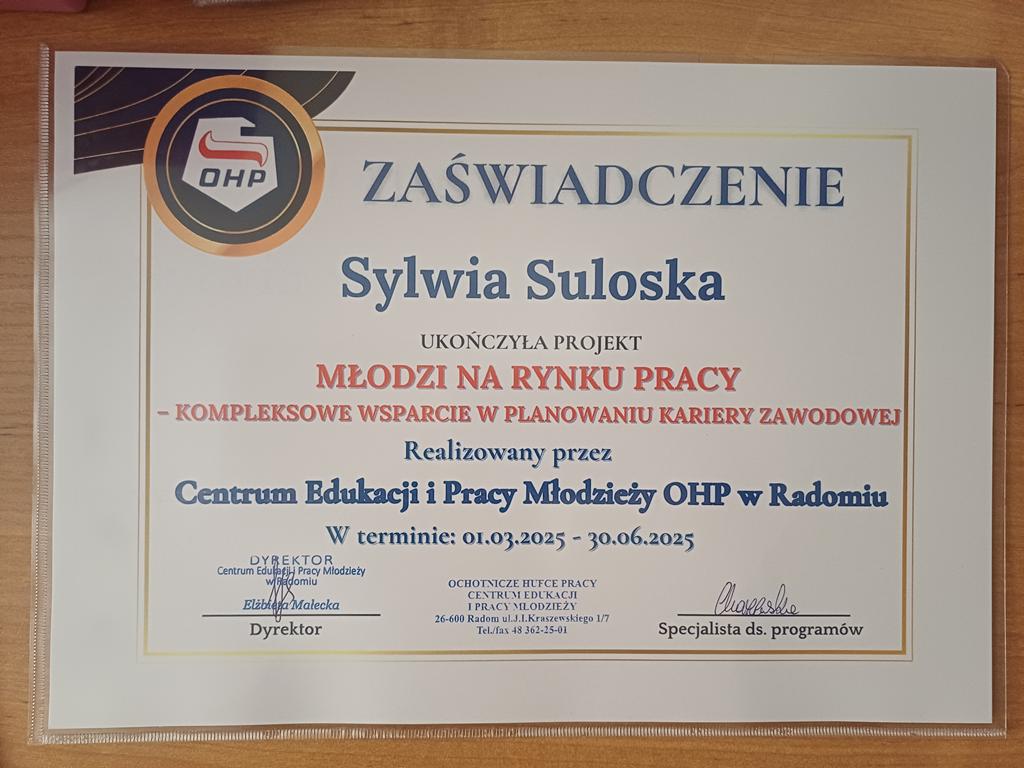 OHP
ZAŚWIADCZENIE
Sylwia Suloska
UKOŃCZYŁA PROJEKT
MŁODZI NA RYNKU PRACY
– KOMPLEKSOWE WSPARCIE W PLANOWANIU KARIERY ZAWODOWEJ
Realizowany przez
Centrum Edukacji i Pracy Młodzieży OHP w Radomiu
W terminie: 01.03.2025 - 30.06.2025
DYREKTOR
Centrum Edukacji i Pracy Młodzieży
w Radomiu
Elżbieta Małecka
Dyrektor
OCHOTNICZE HUFCE PRACY
CENTRUM EDUKACJI
I PRACY MŁODZIEŻY
26-600 Radom ul.J.I.Kraszewskiego 1/7
Tel./fax 48 362-25-01
Specjalista ds. programów